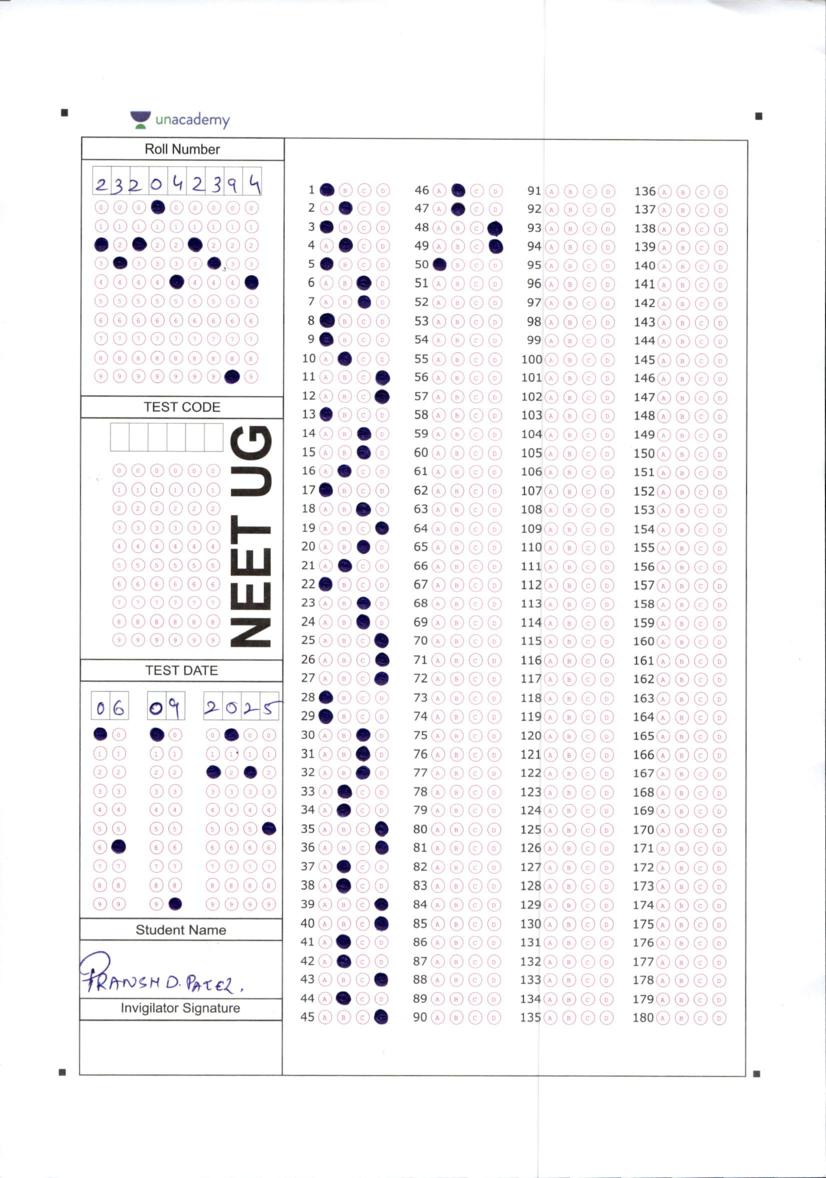 unacademy
Roll Number
2 3 2 0 4 2 3 9 4
TEST CODE
NEET UG
TEST DATE
06 09 2025
Student Name
PRANSH D. PATEL.
Invigilator Signature
1 A B C D 46 A B C D 91 A B C D 136 A B C D
2 47 92 137
3 48 93 138
4 49 94 139
5 50 95 140
6 51 96 141
7 52 97 142
8 53 98 143
9 54 99 144
10 55 100 145
11 56 101 146
12 57 102 147
13 58 103 148
14 59 104 149
15 60 105 150
16 61 106 151
17 62 107 152
18 63 108 153
19 64 109 154
20 65 110 155
21 66 111 156
22 67 112 157
23 68 113 158
24 69 114 159
25 70 115 160
26 71 116 161
27 72 117 162
28 73 118 163
29 74 119 164
30 75 120 165
31 76 121 166
32 77 122 167
33 78 123 168
34 79 124 169
35 80 125 170
36 81 126 171
37 82 127 172
38 83 128 173
39 84 129 174
40 85 130 175
41 86 131 176
42 87 132 177
43 88 133 178
44 89 134 179
45 90 135 180